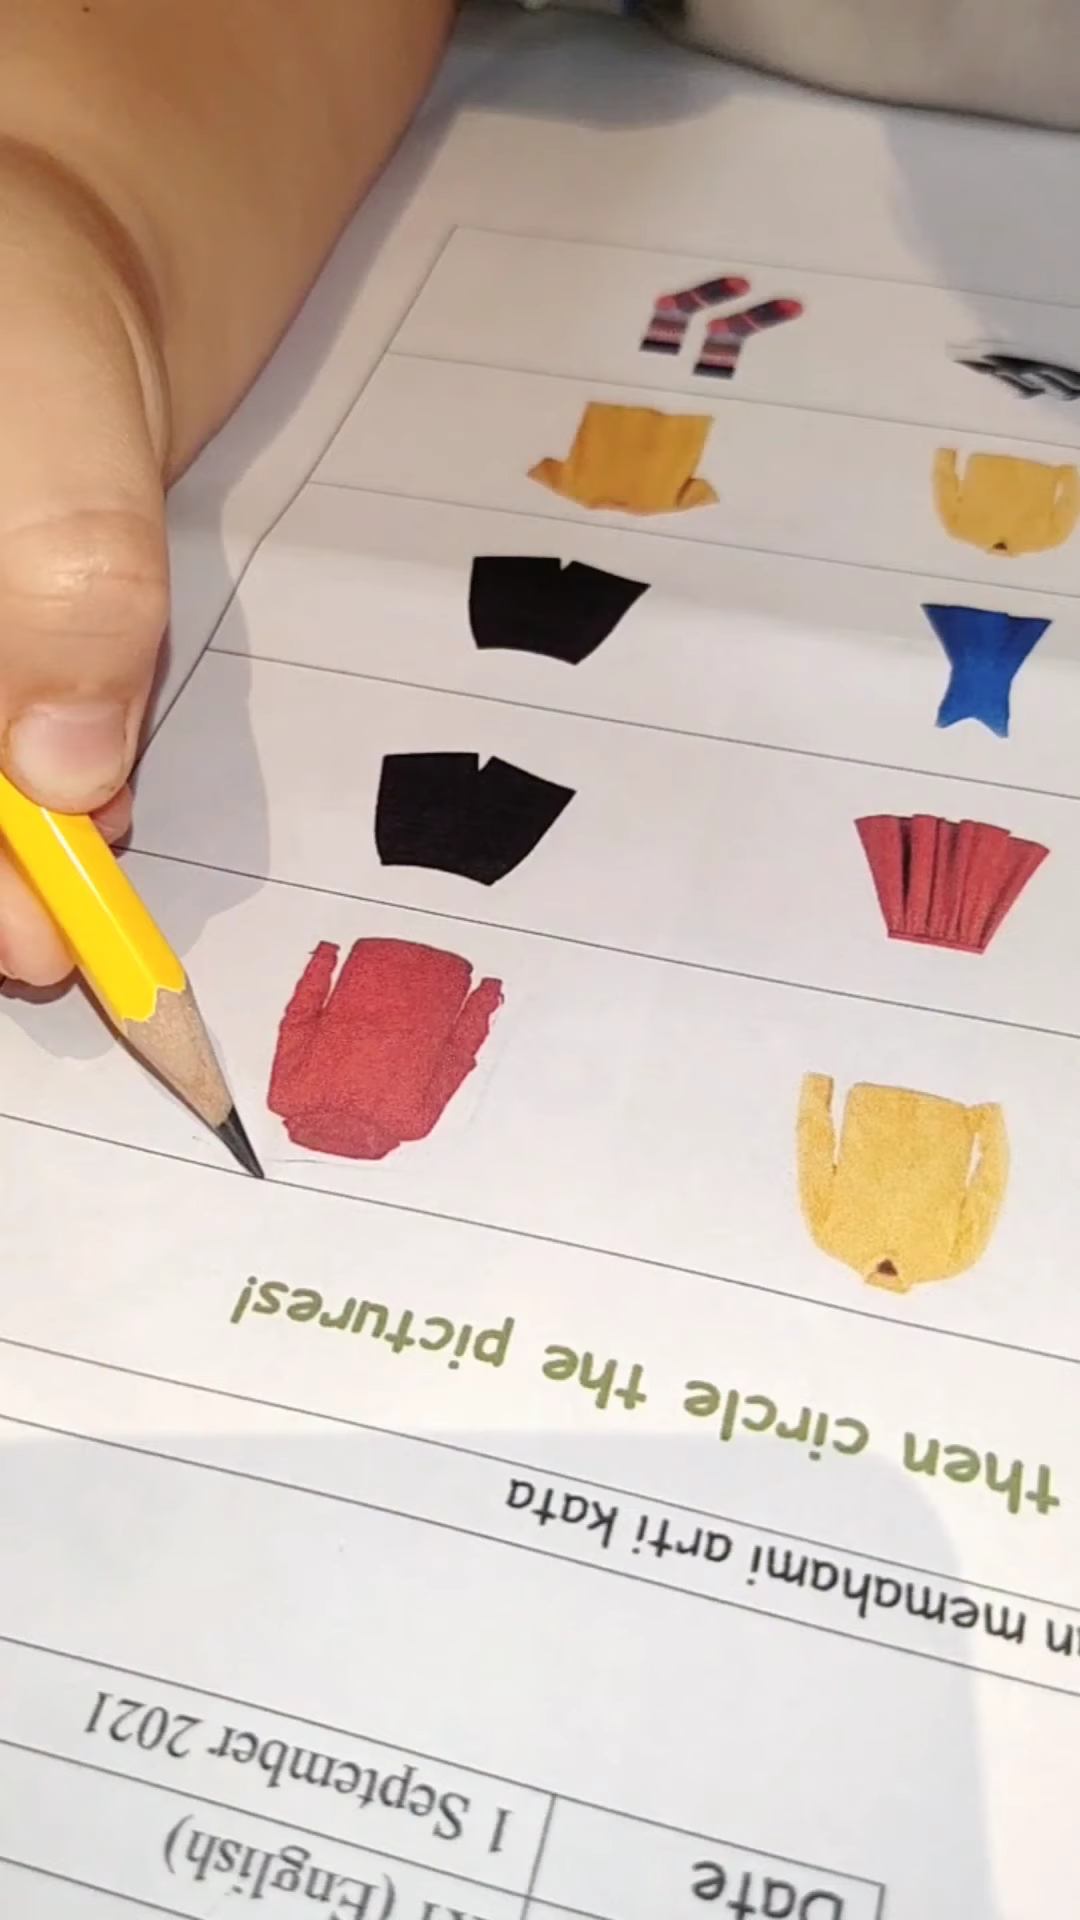 (English)
Date 1 September 2021
memahami arti kata
then circle the pictures!